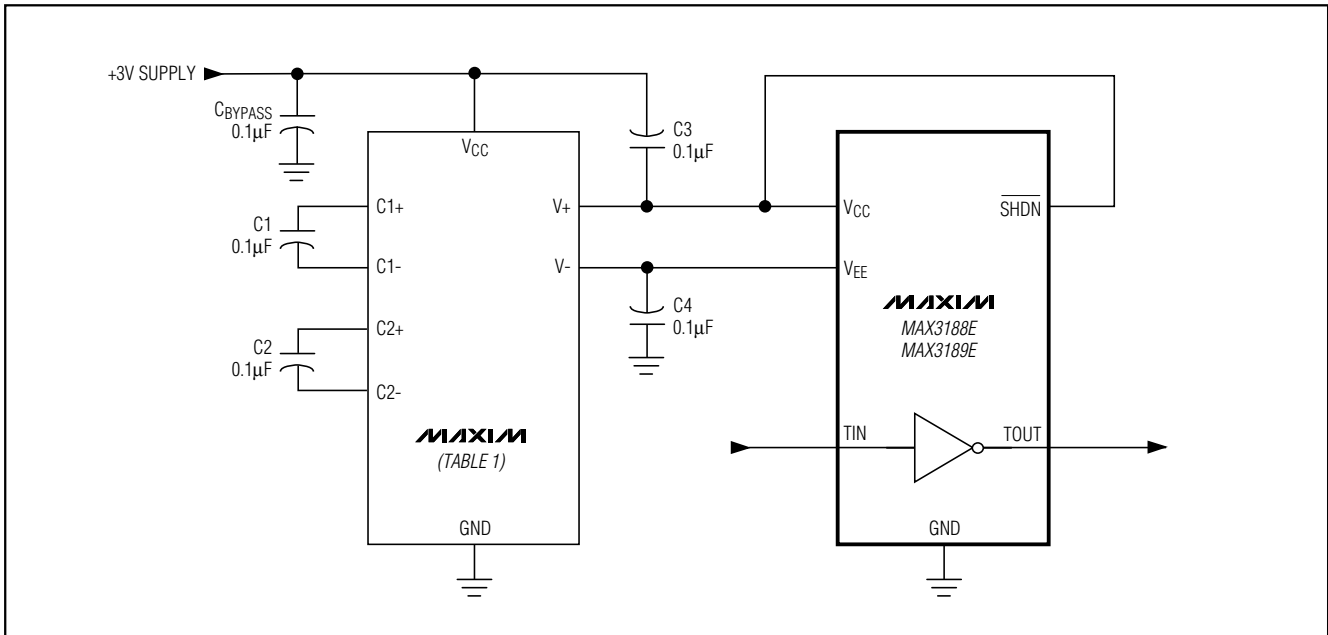 +3V SUPPLY
CBYPASS
0.1µF
VCC
C3
0.1µF
C1+
V+
VCC
SHDN
C1
0.1µF
C1-
V-
VEE
C4
0.1µF
MAXIM
MAX3188E
MAX3189E
C2+
C2
0.1µF
C2-
MAXIM
(TABLE 1)
TIN
TOUT
GND
GND